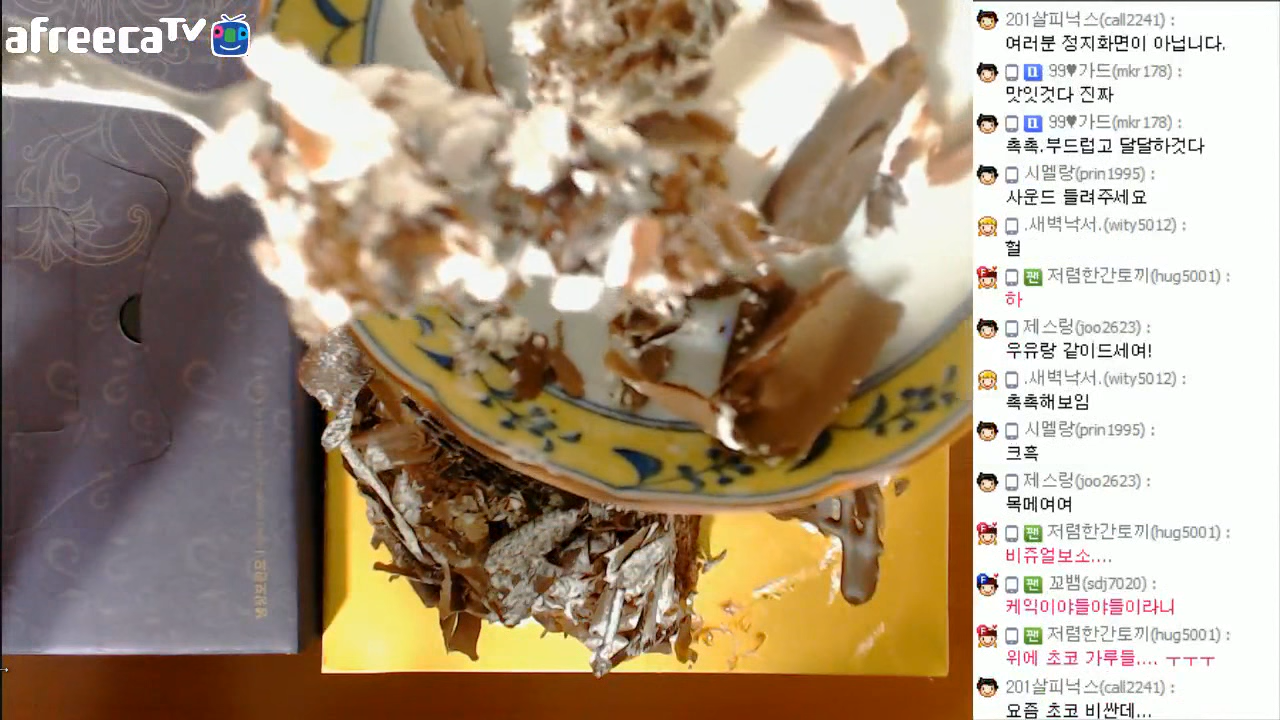 afreecaTV
201살피닉스(call2241) :
여러분 정지화면이 아닙니다.
99♥가드(mkr178) :
맛잇것다 진짜
99♥가드(mkr178) :
촉촉.부드럽고 달달하것다
시멜랑(prin1995) :
사운드 들려주세요
.새벽낙서.(wity5012) :
헐
팬 저렴한간토끼(hug5001) :
하
제스링(joo2623) :
우유랑 같이드세여!
.새벽낙서.(wity5012) :
촉촉해보임
시멜랑(prin1995) :
크흑
제스링(joo2623) :
목메여여
팬 저렴한간토끼(hug5001) :
비쥬얼보소....
팬 꼬뱀(sdj7020) :
케익이야들야들이라니
팬 저렴한간토끼(hug5001) :
위에 초코 가루들.... ㅜㅜㅜ
201살피닉스(call2241) :
요즘 초코 비싼데...